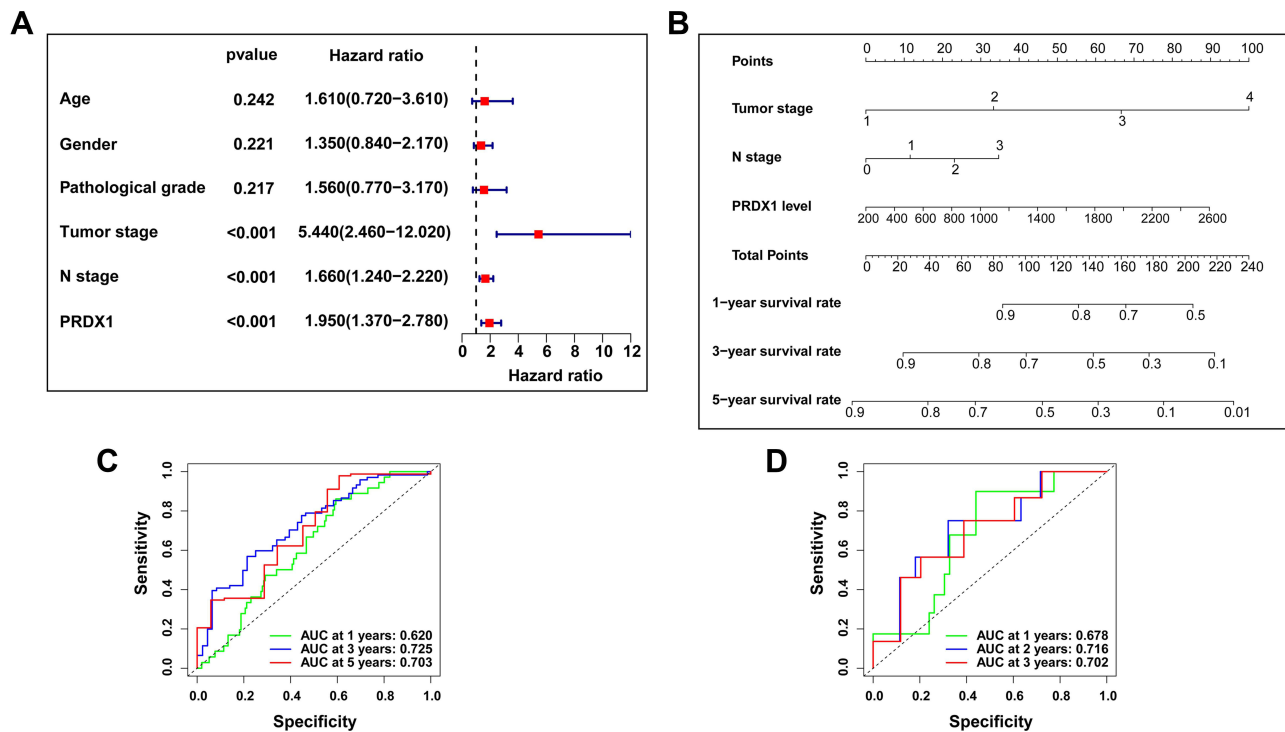 A
pvalue Hazard ratio
Age 0.242 1.610(0.720−3.610)
Gender 0.221 1.350(0.840−2.170)
Pathological grade 0.217 1.560(0.770−3.170)
Tumor stage <0.001 5.440(2.460−12.020)
N stage <0.001 1.660(1.240−2.220)
PRDX1 <0.001 1.950(1.370−2.780)
0 2 4 6 8 10 12
Hazard ratio
B
Points 0 10 20 30 40 50 60 70 80 90 100
Tumor stage 1 2 3 4
N stage 0 1 2 3
PRDX1 level 200 400 600 800 1000 1400 1800 2200 2600
Total Points 0 20 40 60 80 100 120 140 160 180 200 220 240
1−year survival rate 0.9 0.8 0.7 0.5
3−year survival rate 0.9 0.8 0.7 0.5 0.3 0.1
5−year survival rate 0.9 0.8 0.7 0.5 0.3 0.1 0.01
C
Sensitivity
1.0
0.8
0.6
0.4
0.2
0.0
AUC at 1 years: 0.620
AUC at 3 years: 0.725
AUC at 5 years: 0.703
0.0 0.2 0.4 0.6 0.8 1.0
Specificity
D
Sensitivity
1.0
0.8
0.6
0.4
0.2
0.0
AUC at 1 years: 0.678
AUC at 2 years: 0.716
AUC at 3 years: 0.702
0.0 0.2 0.4 0.6 0.8 1.0
Specificity